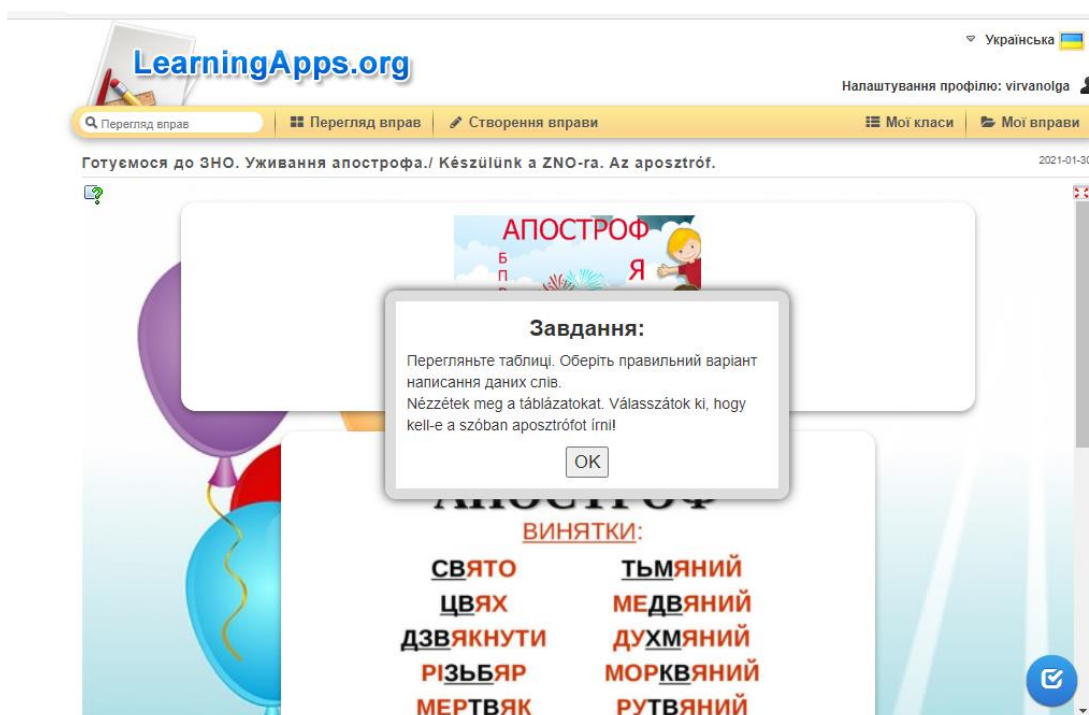 LearningApps.org
Українська
Налаштування профілю: virvanolga
Перегляд вправ
Перегляд вправ
Створення вправи
Мої класи
Мої вправи
Готуємося до ЗНО. Уживання апострофа./ Készülünk a ZNO-ra. Az aposztróf.
2021-01-30
АПОСТРОФ
Б
П
Я
Завдання:
Перегляньте таблиці. Оберіть правильний варіант
написання даних слів.
Nézzétek meg a táblázatokat. Válasszátok ki, hogy
kell-e a szóban aposztrófot írni!
OK
АПОСТРОФ
ВИНЯТКИ:
СВЯТО ТЬМЯНИЙ
ЦВЯХ МЕДВЯНИЙ
ДЗВЯКНУТИ ДУХМЯНИЙ
РІЗЬБЯР МОРКВЯНИЙ
МЕРТВЯК РУТВЯНИЙ